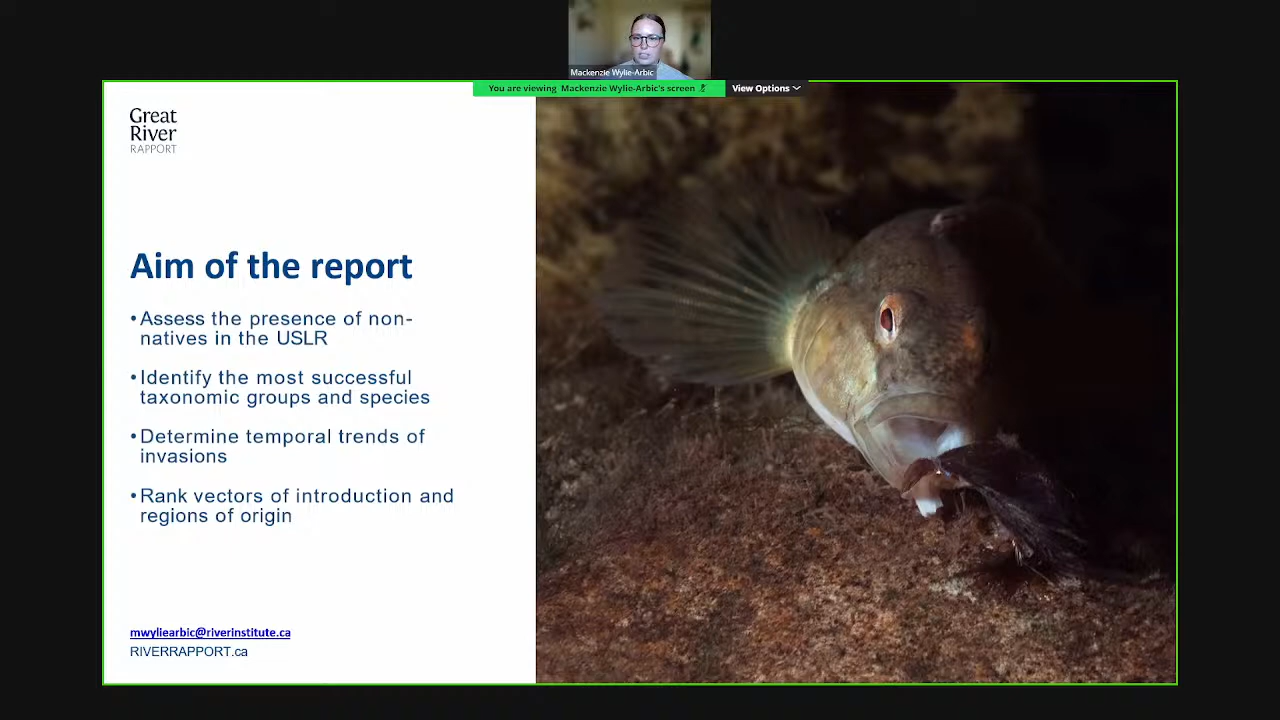 Mackenzie Wylie-Arbic
You are viewing Mackenzie Wylie-Arbic's screen
View Options
Great
River
RAPPORT
Aim of the report
•Assess the presence of non-
natives in the USLR
•Identify the most successful
taxonomic groups and species
•Determine temporal trends of
invasions
•Rank vectors of introduction and
regions of origin
mwyliearbic@riverinstitute.ca
RIVERRAPPORT.ca